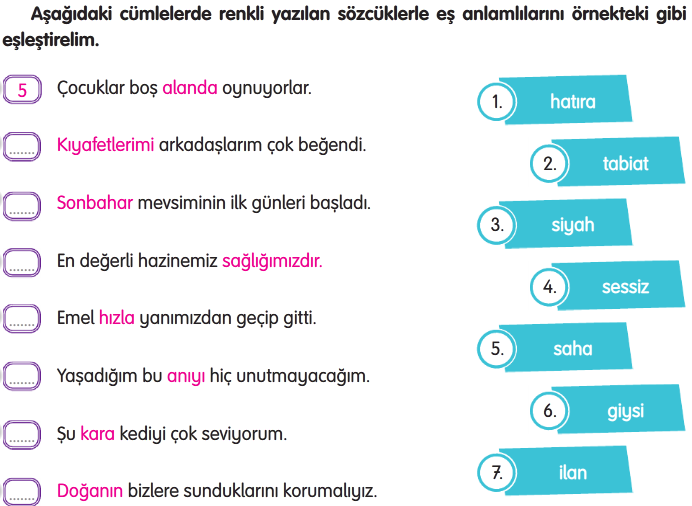 Aşağıdaki cümlelerde renkli yazılan sözcüklerle eş anlamlılarını örnekteki gibi
eşleştirelim.
5 Çocuklar boş alanda oynuyorlar.
....... Kıyafetlerimi arkadaşlarım çok beğendi.
....... Sonbahar mevsiminin ilk günleri başladı.
....... En değerli hazinemiz sağlığımızdır.
....... Emel hızla yanımızdan geçip gitti.
....... Yaşadığım bu anıyı hiç unutmayacağım.
....... Şu kara kediyi çok seviyorum.
....... Doğanın bizlere sunduklarını korumalıyız.
1. hatıra
2. tabiat
3. siyah
4. sessiz
5. saha
6. giysi
7. ilan